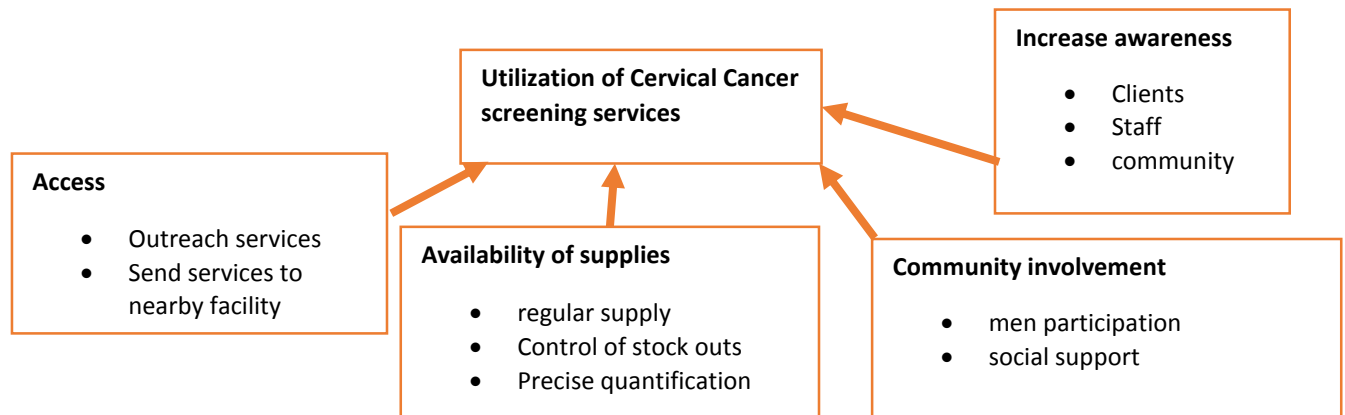 Utilization of Cervical Cancer
screening services
Increase awareness
• Clients
• Staff
• community
Access
• Outreach services
• Send services to
nearby facility
Availability of supplies
• regular supply
• Control of stock outs
• Precise quantification
Community involvement
• men participation
• social support